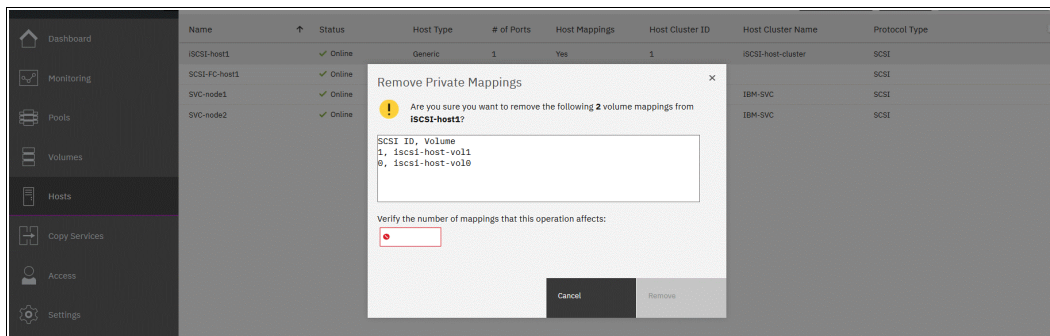 Name Status Host Type # of Ports Host Mappings Host Cluster ID Host Cluster Name Protocol Type
Dashboard
iSCSI-host1 Online Generic 1 Yes 1 iSCSI-host-cluster SCSI
SCSI-FC-host1 Online SCSI
Monitoring
SVC-node1 Online IBM-SVC SCSI
SVC-node2 Online IBM-SVC SCSI
Pools
Volumes
Hosts
Copy Services
Access
Settings
Remove Private Mappings
Are you sure you want to remove the following 2 volume mappings from
iSCSI-host1?
SCSI ID, Volume
1, iscsi-host-vol1
0, iscsi-host-vol0
Verify the number of mappings that this operation affects:
Cancel Remove